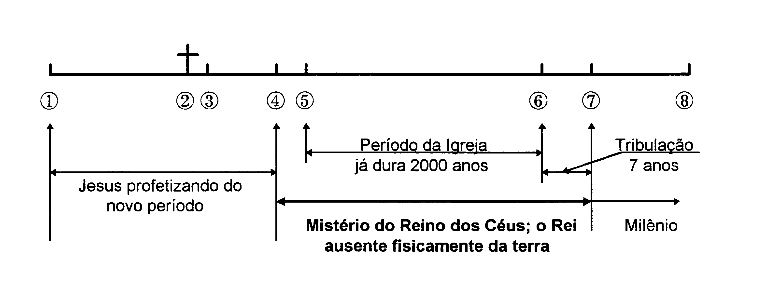 ① ② ③ ④ ⑤ ⑥ ⑦ ⑧
Período da Igreja
já dura 2000 anos
Tribulação
7 anos
Jesus profetizando do
novo período
Mistério do Reino dos Céus; o Rei
ausente fisicamente da terra
Milênio